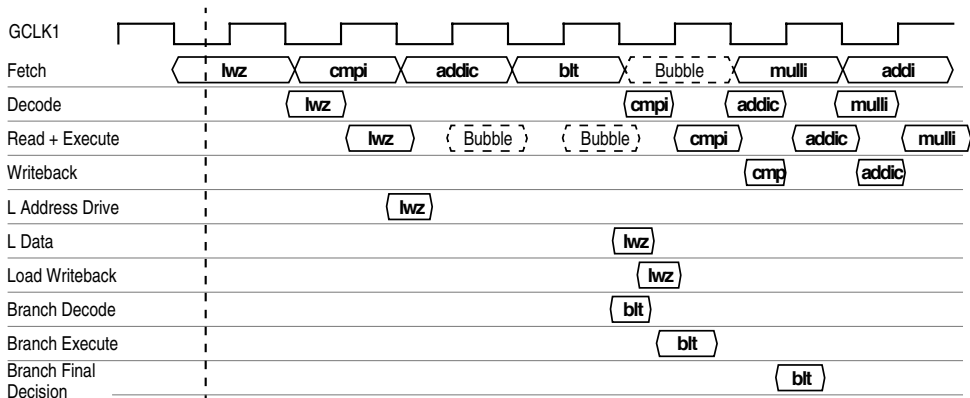 GCLK1
Fetch lwz cmpi addic blt Bubble mulli addi
Decode lwz cmpi addic mulli
Read + Execute lwz Bubble Bubble cmpi addic mulli
Writeback cmp addic
L Address Drive lwz
L Data lwz
Load Writeback lwz
Branch Decode blt
Branch Execute blt
Branch Final
Decision blt